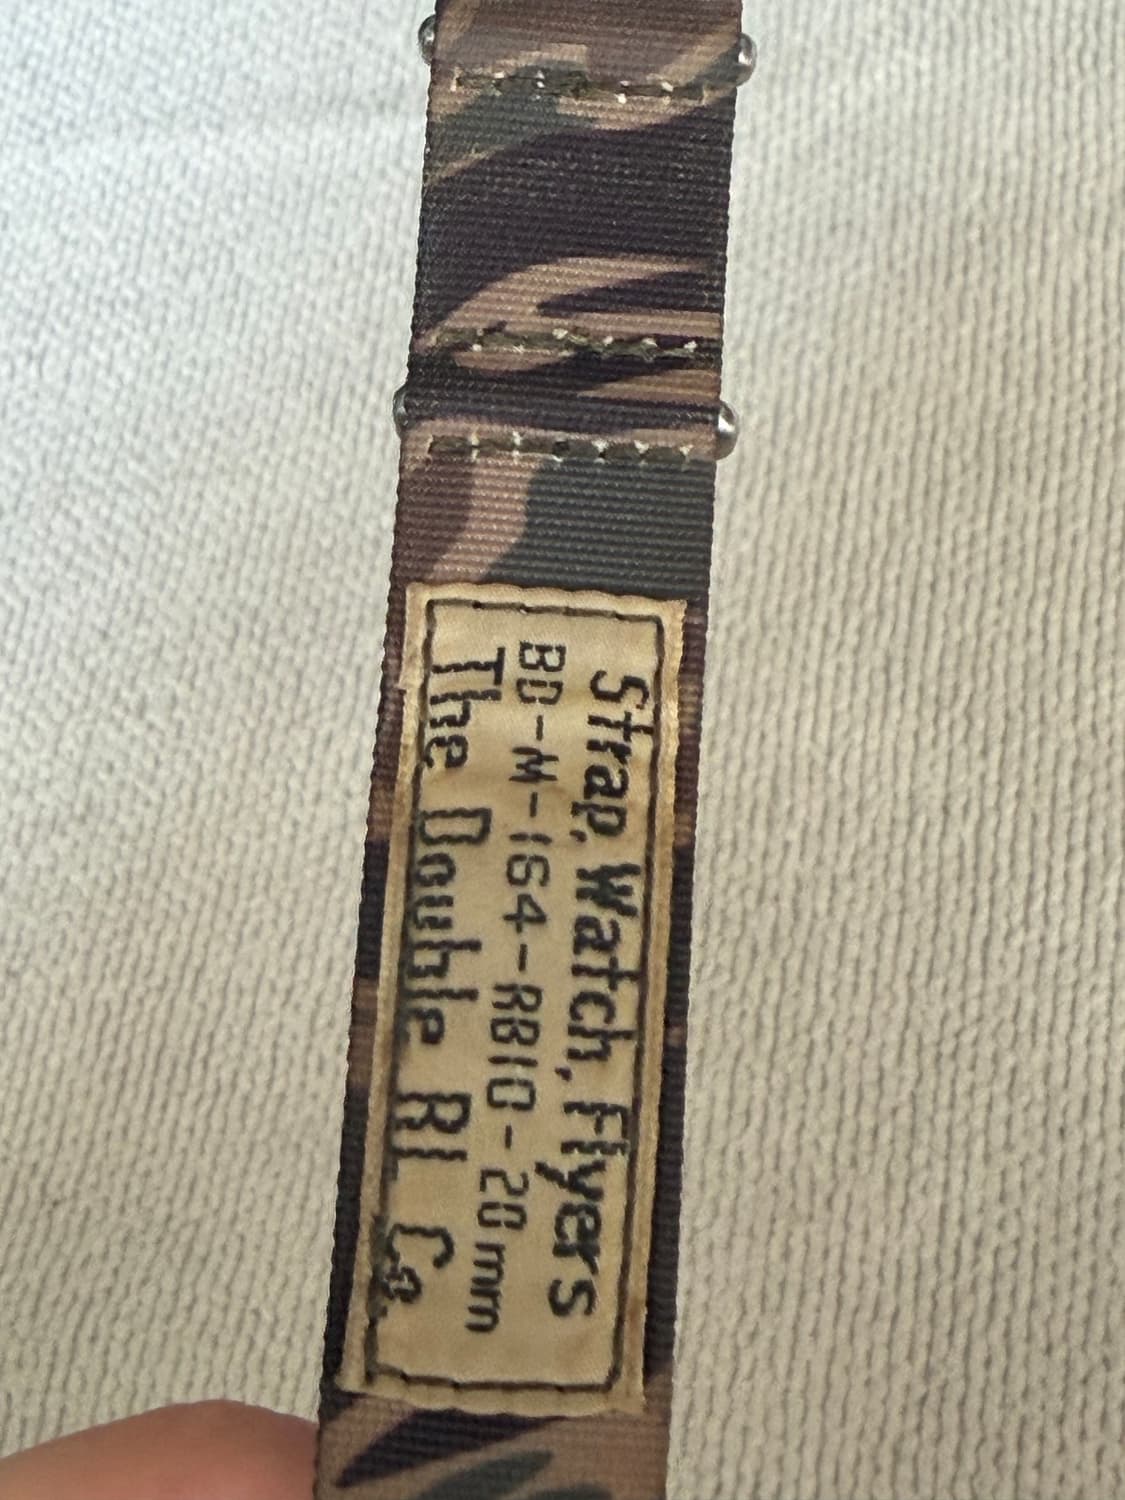 Strap, Watch, Flyers
BD-M-164-RB10-20mm
The Double RL Co.